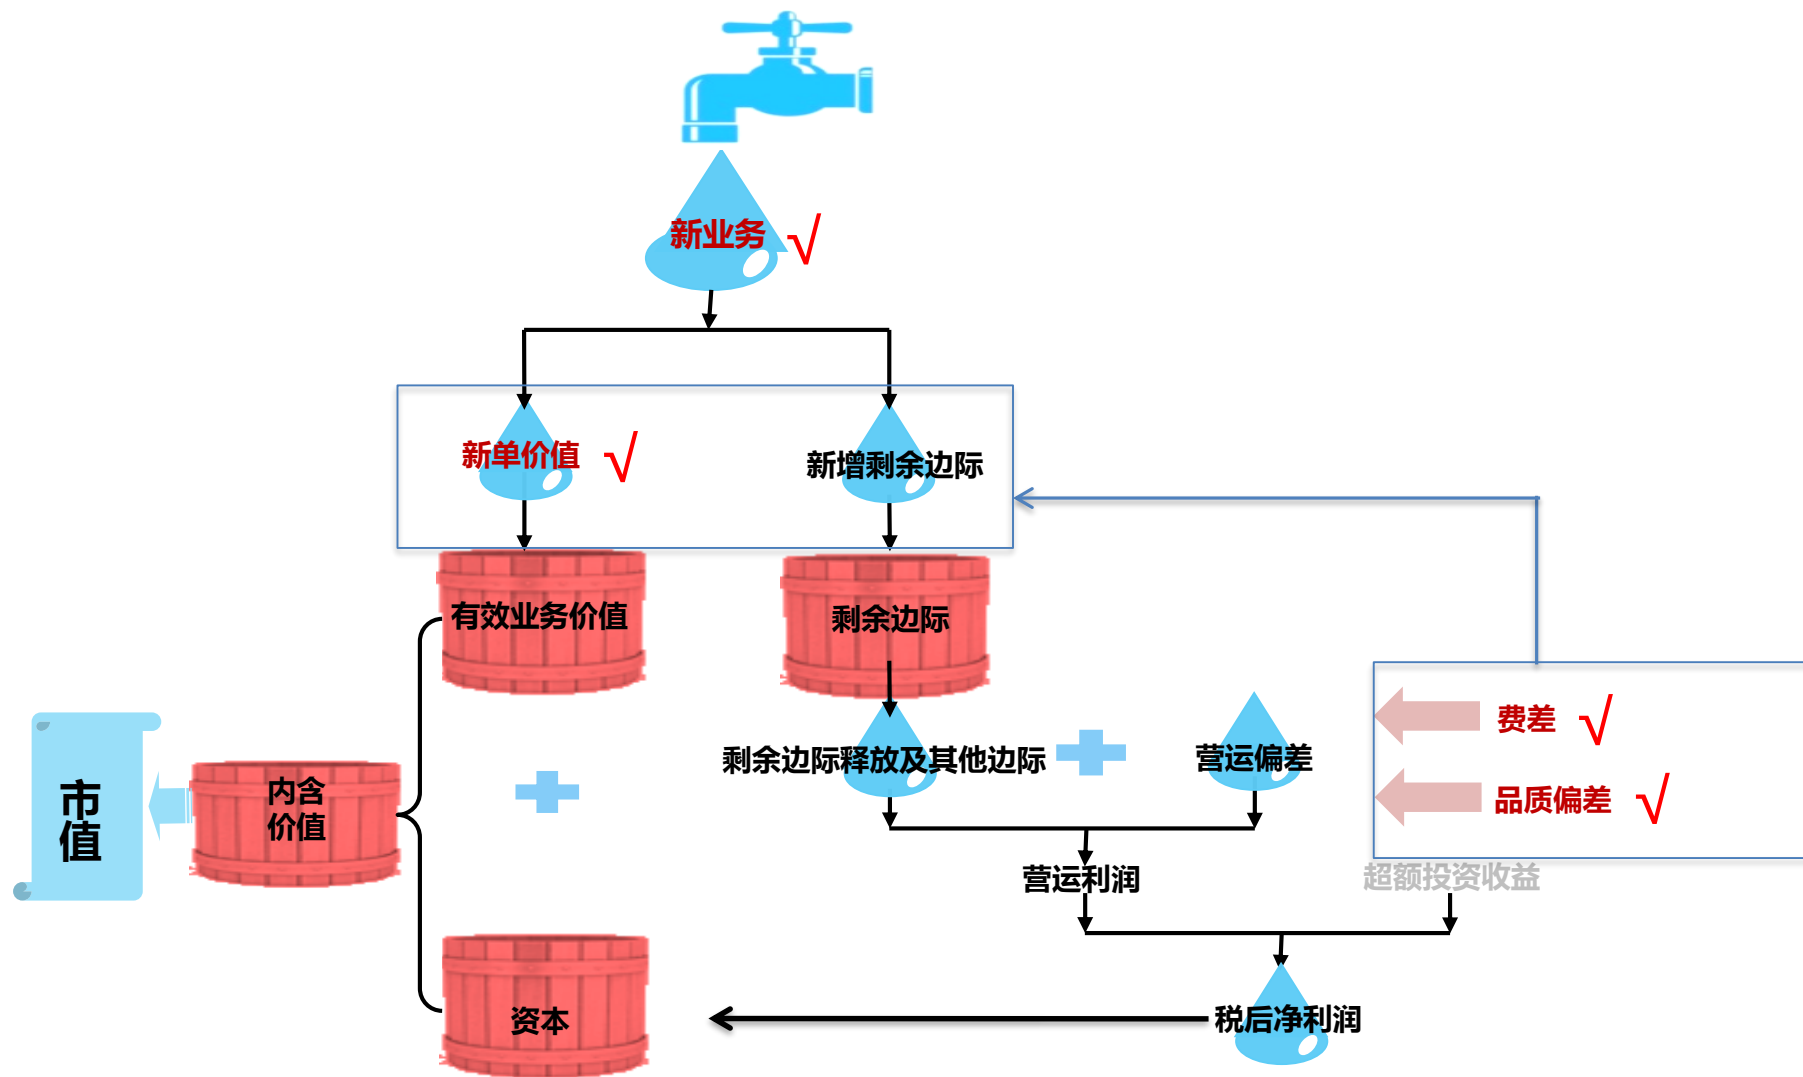 新业务 √
新单价值 √
新增剩余边际
有效业务价值
剩余边际
费差 √
剩余边际释放及其他边际
营运偏差
品质偏差 √
市值
内含
价值
营运利润
超额投资收益
资本
税后净利润